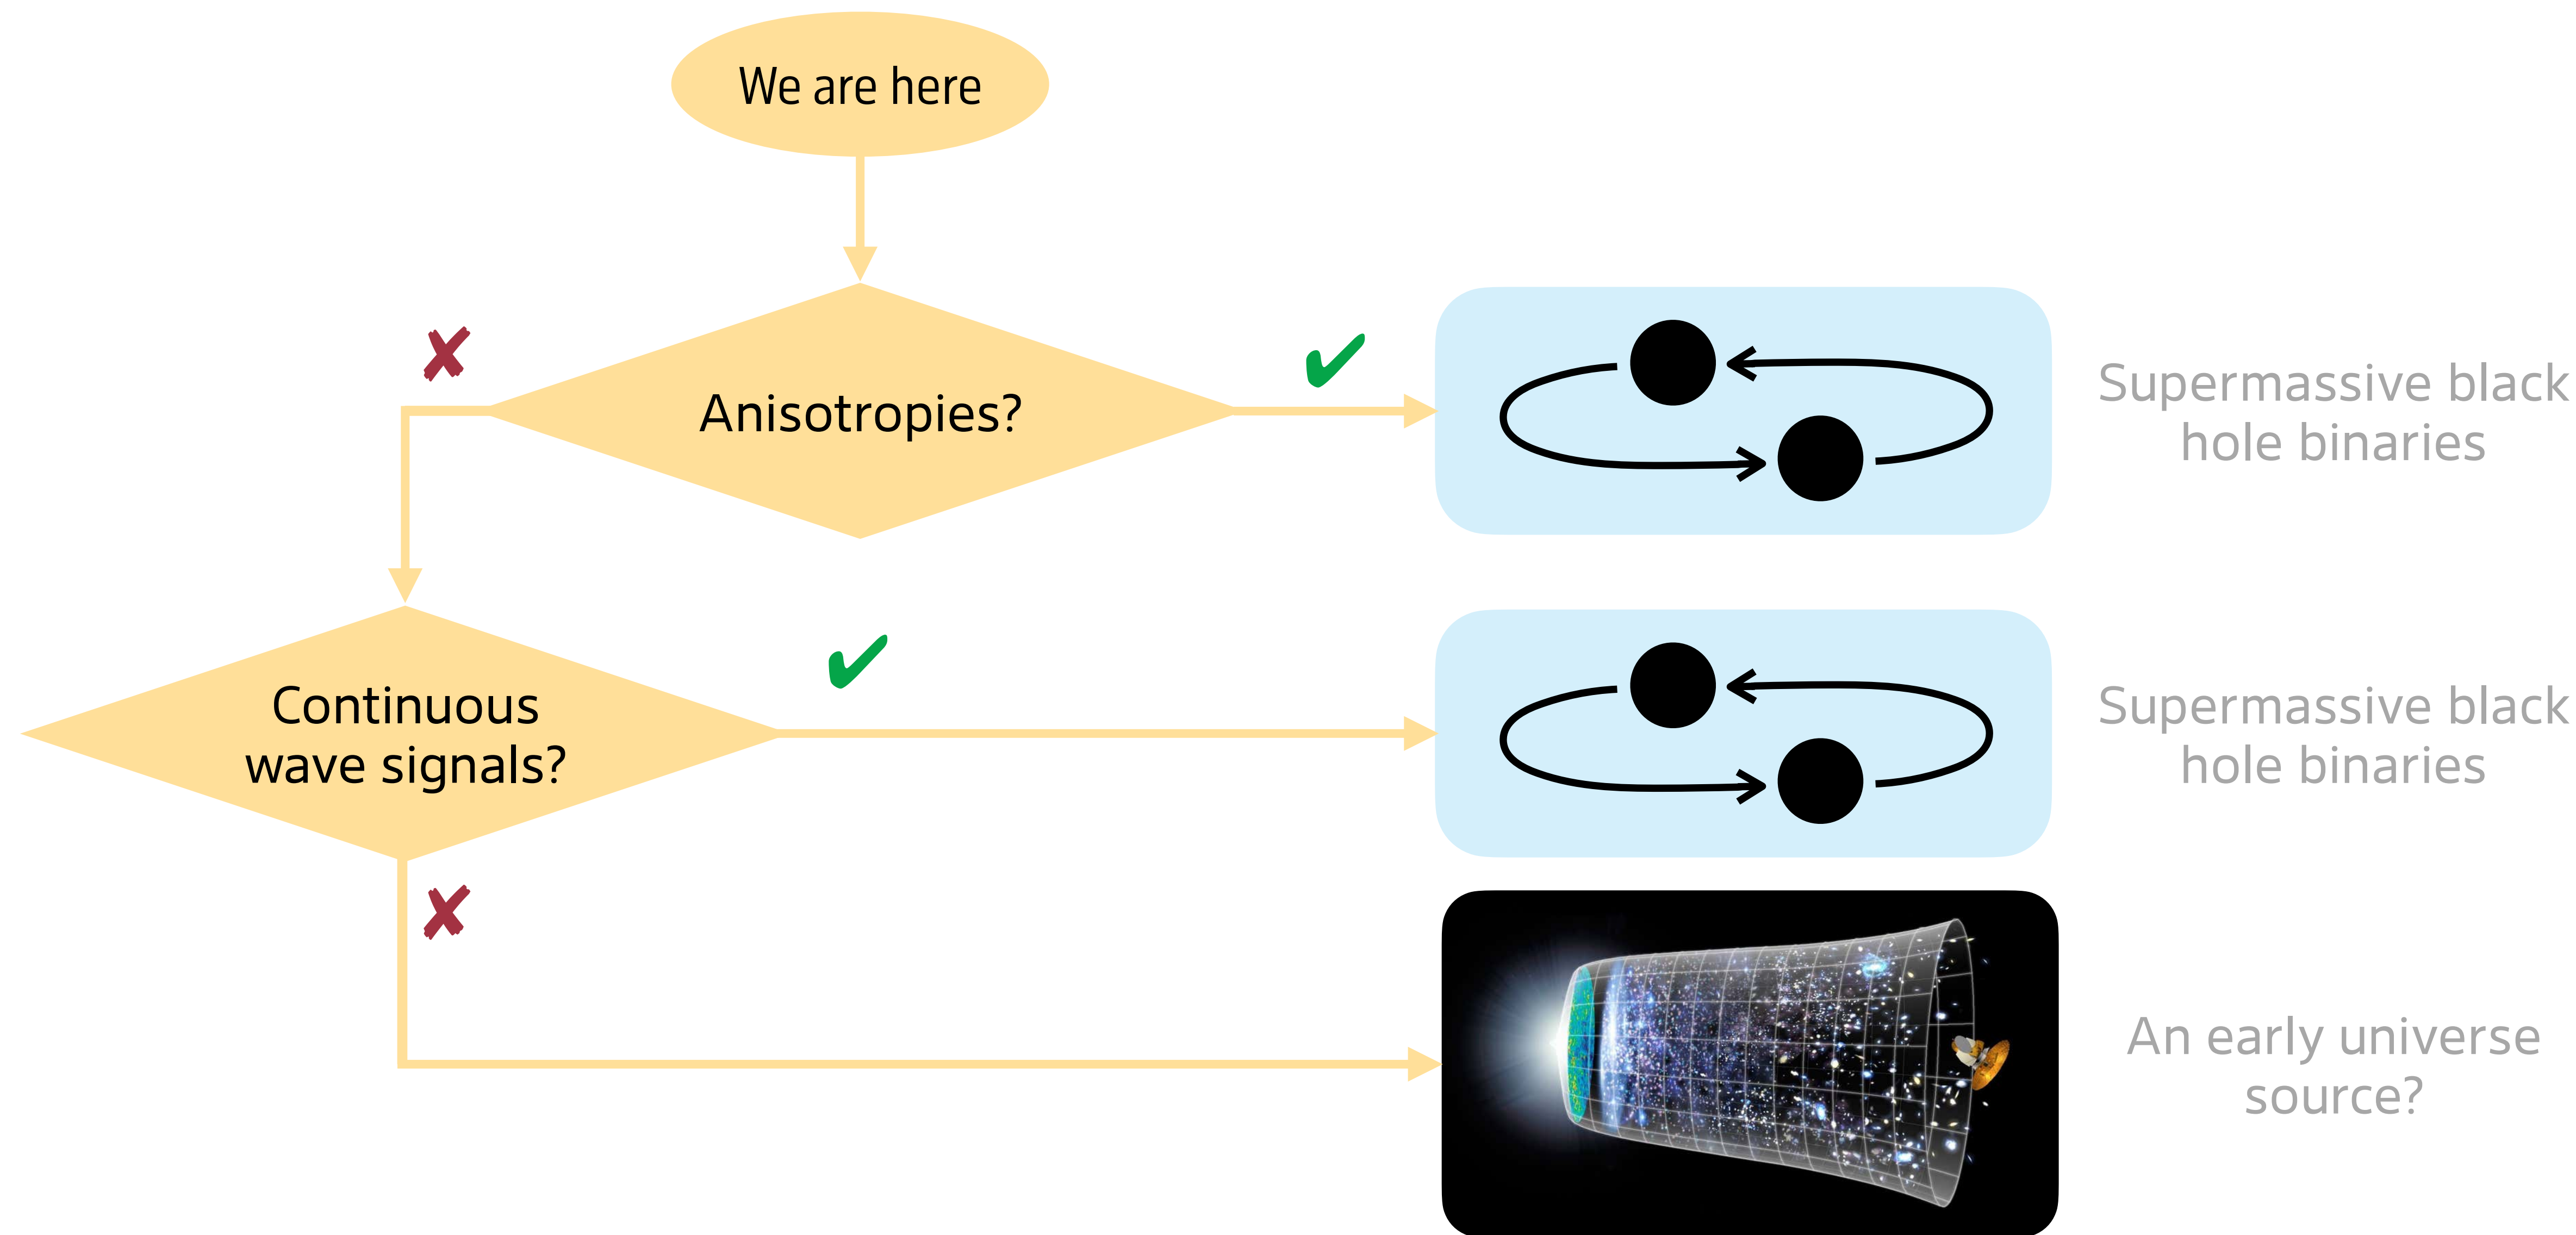 We are here
Anisotropies?
Supermassive black
hole binaries
Continuous
wave signals?
Supermassive black
hole binaries
An early universe
source?